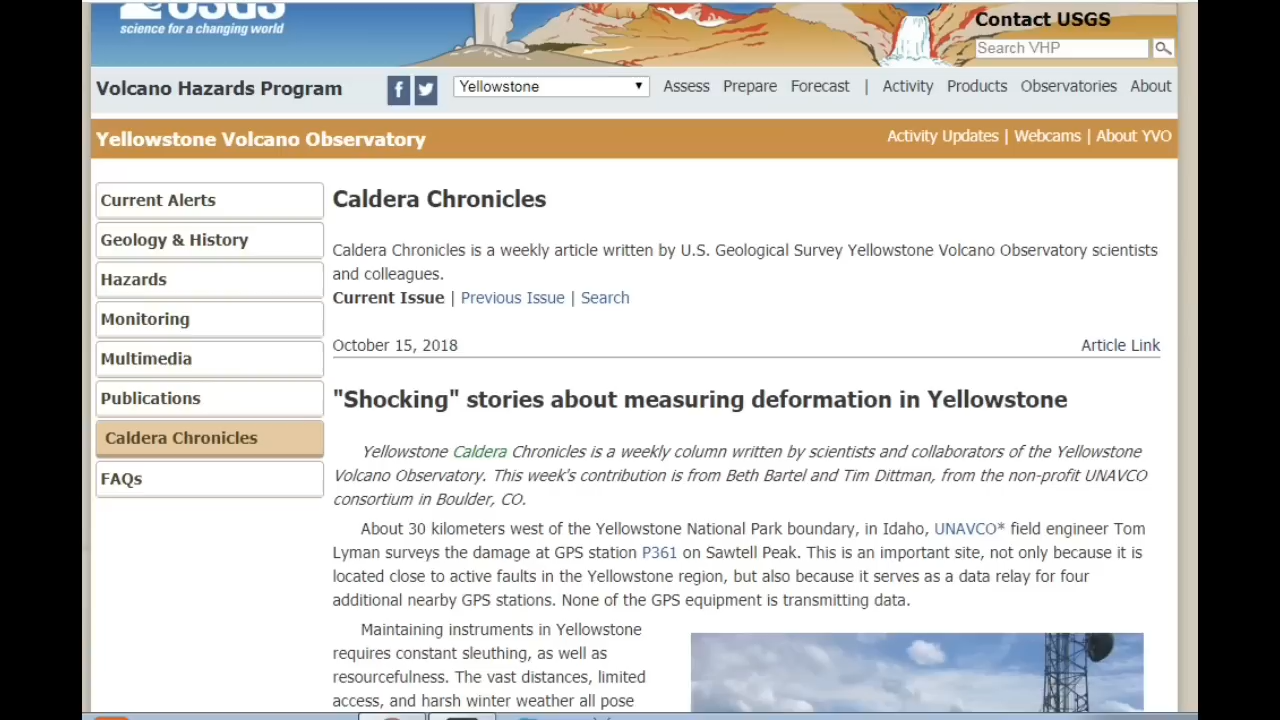 USGS
science for a changing world
Contact USGS
Search VHP
Volcano Hazards Program
Yellowstone
Assess Prepare Forecast | Activity Products Observatories About
Yellowstone Volcano Observatory
Activity Updates | Webcams | About YVO
Current Alerts
Geology & History
Hazards
Monitoring
Multimedia
Publications
Caldera Chronicles
FAQs
Caldera Chronicles
Caldera Chronicles is a weekly article written by U.S. Geological Survey Yellowstone Volcano Observatory scientists
and colleagues.
Current Issue | Previous Issue | Search
October 15, 2018
Article Link
"Shocking" stories about measuring deformation in Yellowstone
Yellowstone Caldera Chronicles is a weekly column written by scientists and collaborators of the Yellowstone
Volcano Observatory. This week's contribution is from Beth Bartel and Tim Dittman, from the non-profit UNAVCO
consortium in Boulder, CO.
About 30 kilometers west of the Yellowstone National Park boundary, in Idaho, UNAVCO* field engineer Tom
Lyman surveys the damage at GPS station P361 on Sawtell Peak. This is an important site, not only because it is
located close to active faults in the Yellowstone region, but also because it serves as a data relay for four
additional nearby GPS stations. None of the GPS equipment is transmitting data.
Maintaining instruments in Yellowstone
requires constant sleuthing, as well as
resourcefulness. The vast distances, limited
access, and harsh winter weather all pose